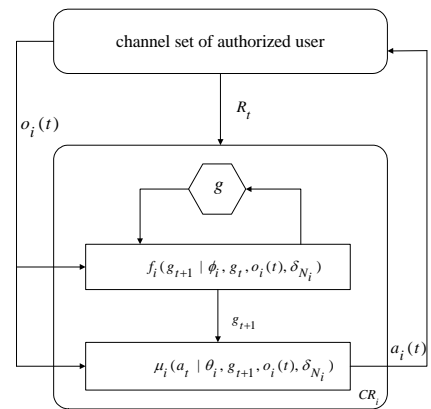 channel set of authorized user
R_t
o_i(t)
g
f_i(g_{t+1} | ϕ_i, g_t, o_i(t), δ_{N_i})
g_{t+1}
a_i(t)
μ_i(a_t | θ_i, g_{t+1}, o_i(t), δ_{N_i})
CR_i